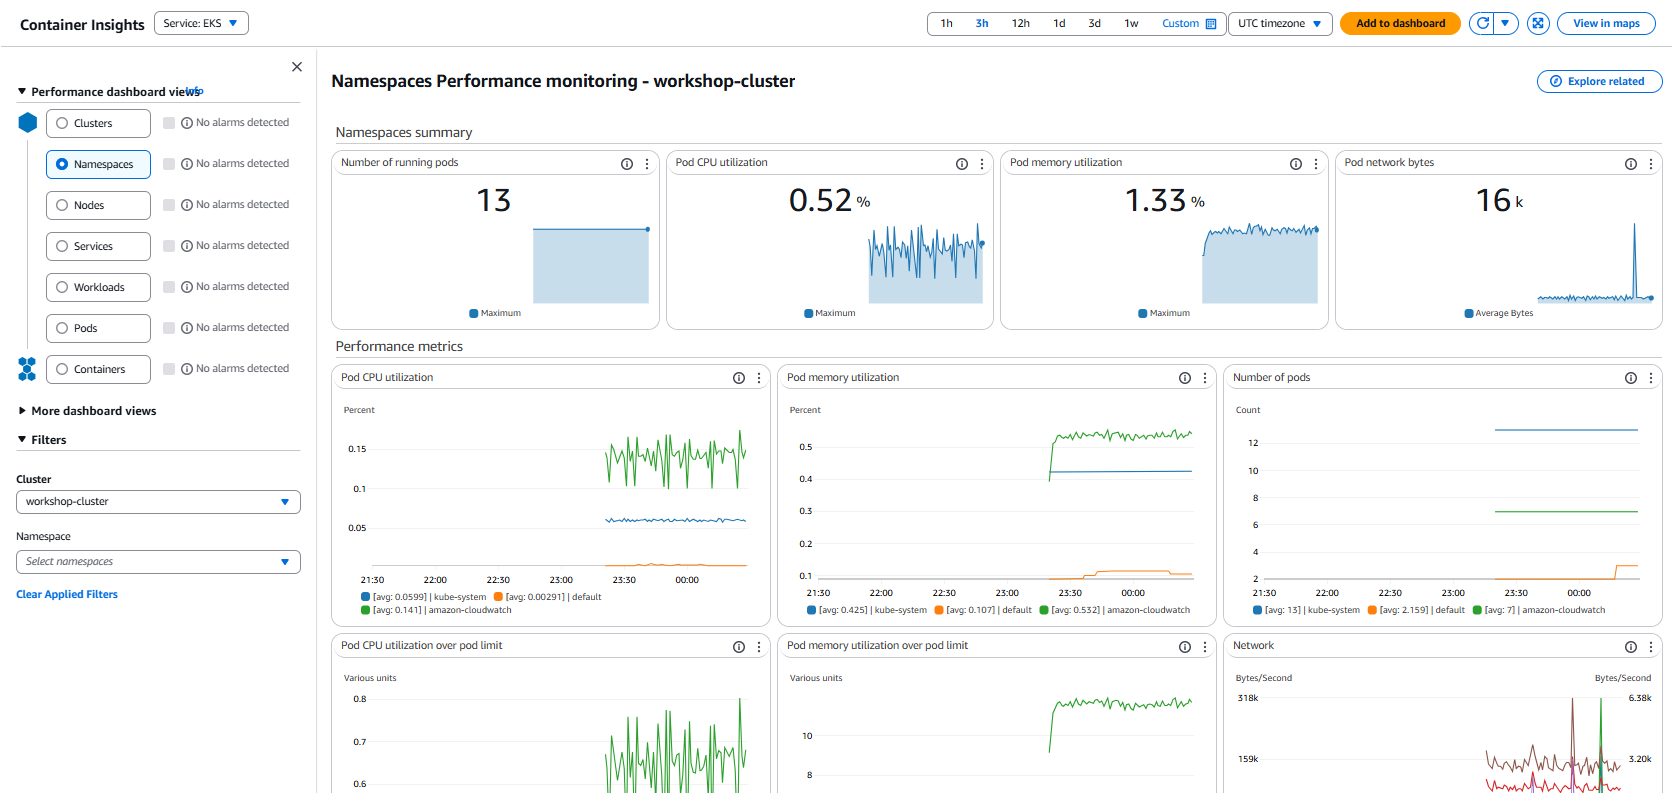 Container Insights
Service: EKS
1h 3h 12h 1d 3d 1w Custom
UTC timezone
Add to dashboard
View in maps
Performance dashboard views
Info
Clusters
No alarms detected
Namespaces
No alarms detected
Nodes
No alarms detected
Services
No alarms detected
Workloads
No alarms detected
Pods
No alarms detected
Containers
No alarms detected
More dashboard views
Filters
Cluster
workshop-cluster
Namespace
Select namespaces
Clear Applied Filters
Namespaces Performance monitoring - workshop-cluster
Explore related
Namespaces summary
Number of running pods
13
Maximum
Pod CPU utilization
0.52 %
Maximum
Pod memory utilization
1.33 %
Maximum
Pod network bytes
16 k
Average Bytes
Performance metrics
Pod CPU utilization
Percent
0.15
0.1
0.05
21:30 22:00 22:30 23:00 23:30 00:00
[avg: 0.0599] | kube-system [avg: 0.00291] | default
[avg: 0.141] | amazon-cloudwatch
Pod memory utilization
Percent
0.5
0.4
0.3
0.2
0.1
21:30 22:00 22:30 23:00 23:30 00:00
[avg: 0.425] | kube-system [avg: 0.107] | default [avg: 0.532] | amazon-cloudwatch
Number of pods
Count
12
10
8
6
4
2
21:30 22:00 22:30 23:00 23:30 00:00
[avg: 13] | kube-system [avg: 2.159] | default [avg: 7] | amazon-cloudwatch
Pod CPU utilization over pod limit
Various units
0.8
0.7
0.6
Pod memory utilization over pod limit
Various units
10
8
Network
Bytes/Second Bytes/Second
318k 6.38k
159k 3.20k